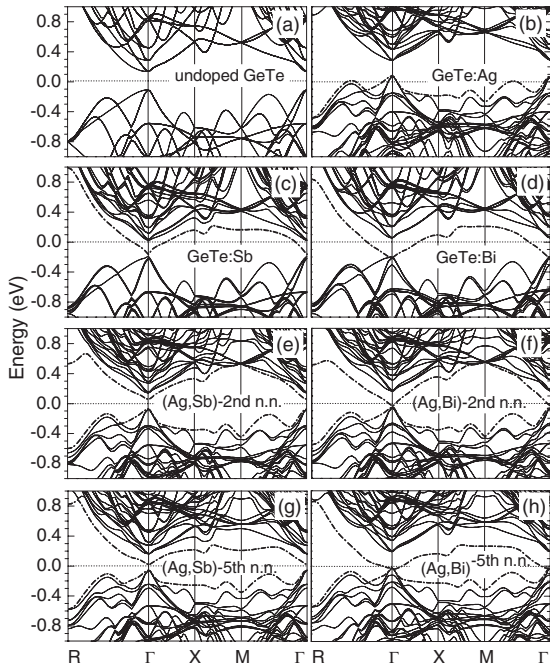 (a)
(b)
0.8
0.4
undoped GeTe
GeTe:Ag
0.0
-0.4
-0.8
(c)
(d)
0.8
0.4
0.0
GeTe:Sb
GeTe:Bi
-0.4
-0.8
(e)
(f)
0.8
0.4
(Ag,Sb)-2nd n.n.
(Ag,Bi)-2nd n.n.
0.0
-0.4
-0.8
(g)
(h)
0.8
0.4
(Ag,Sb)-5th n.n.
(Ag,Bi)-5th n.n.
0.0
-0.4
-0.8
Energy (eV)
R Γ X M Γ
R Γ X M Γ